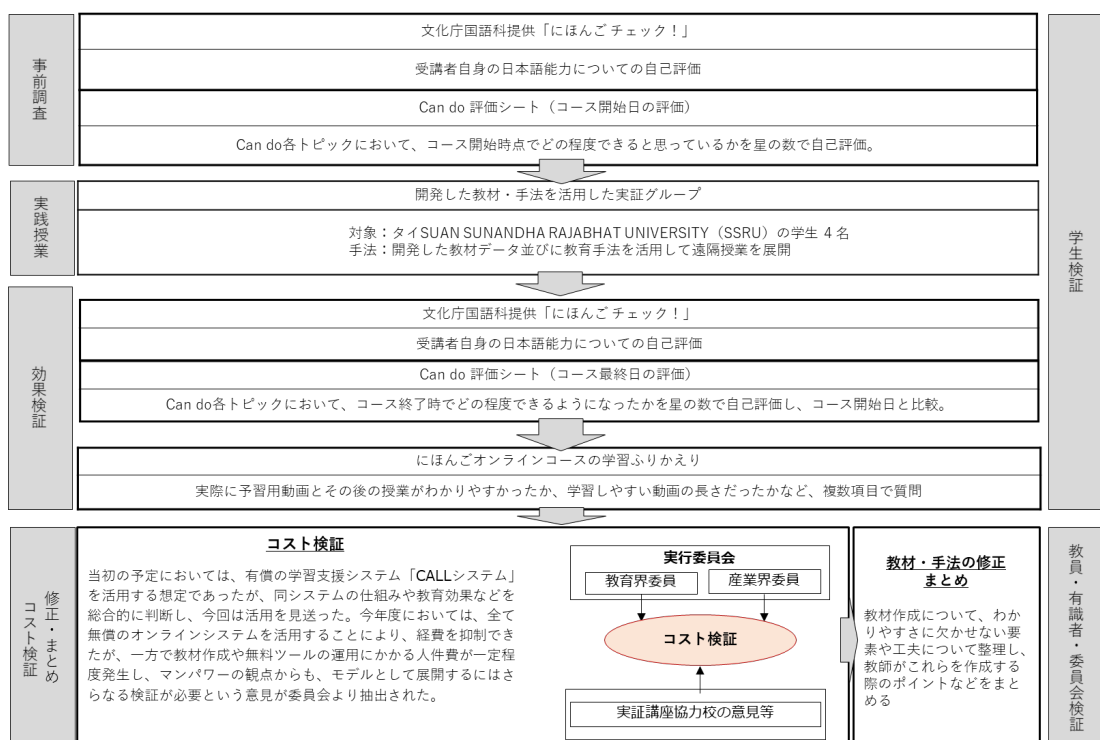 事前調査
文化庁国語科提供「にほんごチェック！」
受講者自身の日本語能力についての自己評価
Can do 評価シート（コース開始日の評価）
Can do各トピックにおいて、コース開始時点でどの程度できると思っているかを星の数で自己評価。
実践授業
開発した教材・手法を活用した実証グループ
対象：タイSUAN SUNANDHA RAJABHAT UNIVERSITY（SSRU）の学生 4 名
手法：開発した教材データ並びに教育手法を活用して遠隔授業を展開
効果検証
文化庁国語科提供「にほんごチェック！」
受講者自身の日本語能力についての自己評価
Can do 評価シート（コース最終日の評価）
Can do各トピックにおいて、コース終了時でどの程度できるようになったかを星の数で自己評価し、コース開始日と比較。
にほんごオンラインコースの学習ふりかえり
実際に予習用動画とその後の授業がわかりやすかったか、学習しやすい動画の長さだったかなど、複数項目で質問
学生検証
修正・まとめ
コスト検証
コスト検証
当初の予定においては、有償の学習支援システム「CALLシステム」
を活用する想定であったが、同システムの仕組みや教育効果などを
総合的に判断し、今回は活用を見送った。今年度においては、全て
無償のオンラインシステムを活用することにより、経費を抑制でき
たが、一方で教材作成や無料ツールの運用にかかる人件費が一定程
度発生し、マンパワーの観点からも、モデルとして展開するにはさ
らなる検証が必要という意見が委員会より抽出された。
実行委員会
教育界委員
産業界委員
コスト検証
実証講座協力校の意見等
教材・手法の修正
まとめ
教材作成について、わか
りやすさに欠かせない要
素や工夫について整理し、
教師がこれらを作成する
際のポイントなどをまと
める
教員・有識者・委員会検証